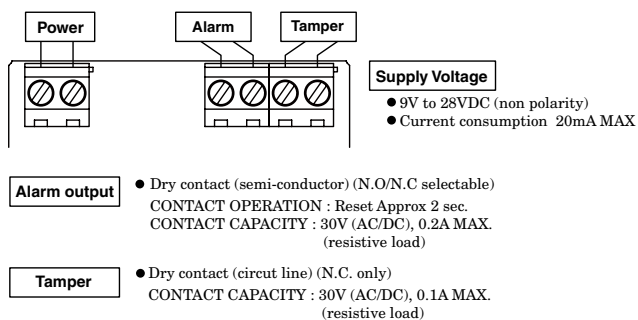 Power
Alarm
Tamper
Supply Voltage
● 9V to 28VDC (non polarity)
● Current consumption 20mA MAX
Alarm output
● Dry contact (semi-conductor) (N.O/N.C selectable)
CONTACT OPERATION : Reset Approx 2 sec.
CONTACT CAPACITY : 30V (AC/DC), 0.2A MAX.
(resistive load)
Tamper
● Dry contact (circut line) (N.C. only)
CONTACT CAPACITY : 30V (AC/DC), 0.1A MAX.
(resistive load)